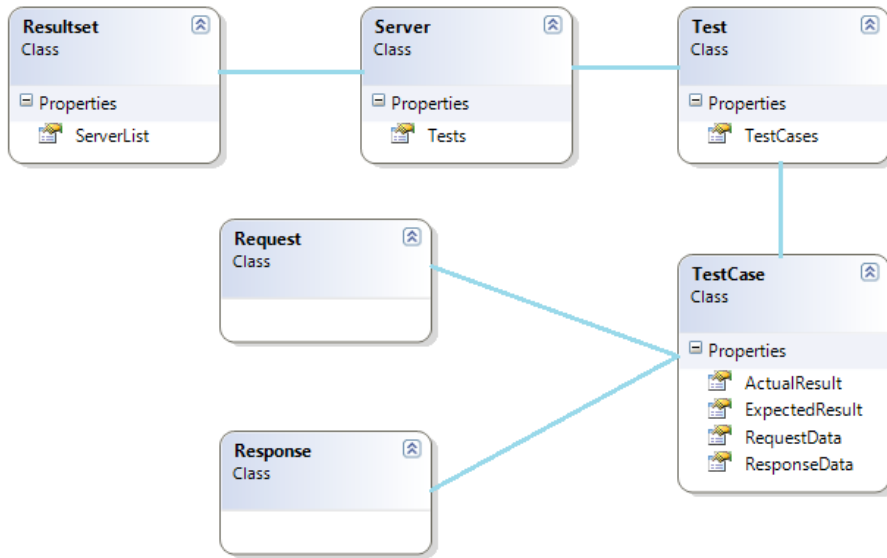 Resultset
Class
Properties
ServerList
Server
Class
Properties
Tests
Test
Class
Properties
TestCases
Request
Class
TestCase
Class
Properties
ActualResult
ExpectedResult
RequestData
ResponseData
Response
Class